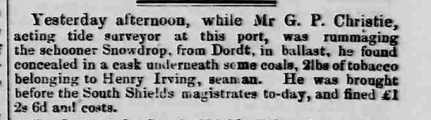 Yesterday afternoon, while Mr G. P. Christie,
acting tide surveyor at this port, was rummaging
the schooner Snowdrop, from Dordt, in ballast, he found
concealed in a cask underneath some coals, 2lbs of tobacco
belonging to Henry Irving, seaman. He was brought
before the South Shields magistrates to-day, and fined £1
2s 6d and costs.